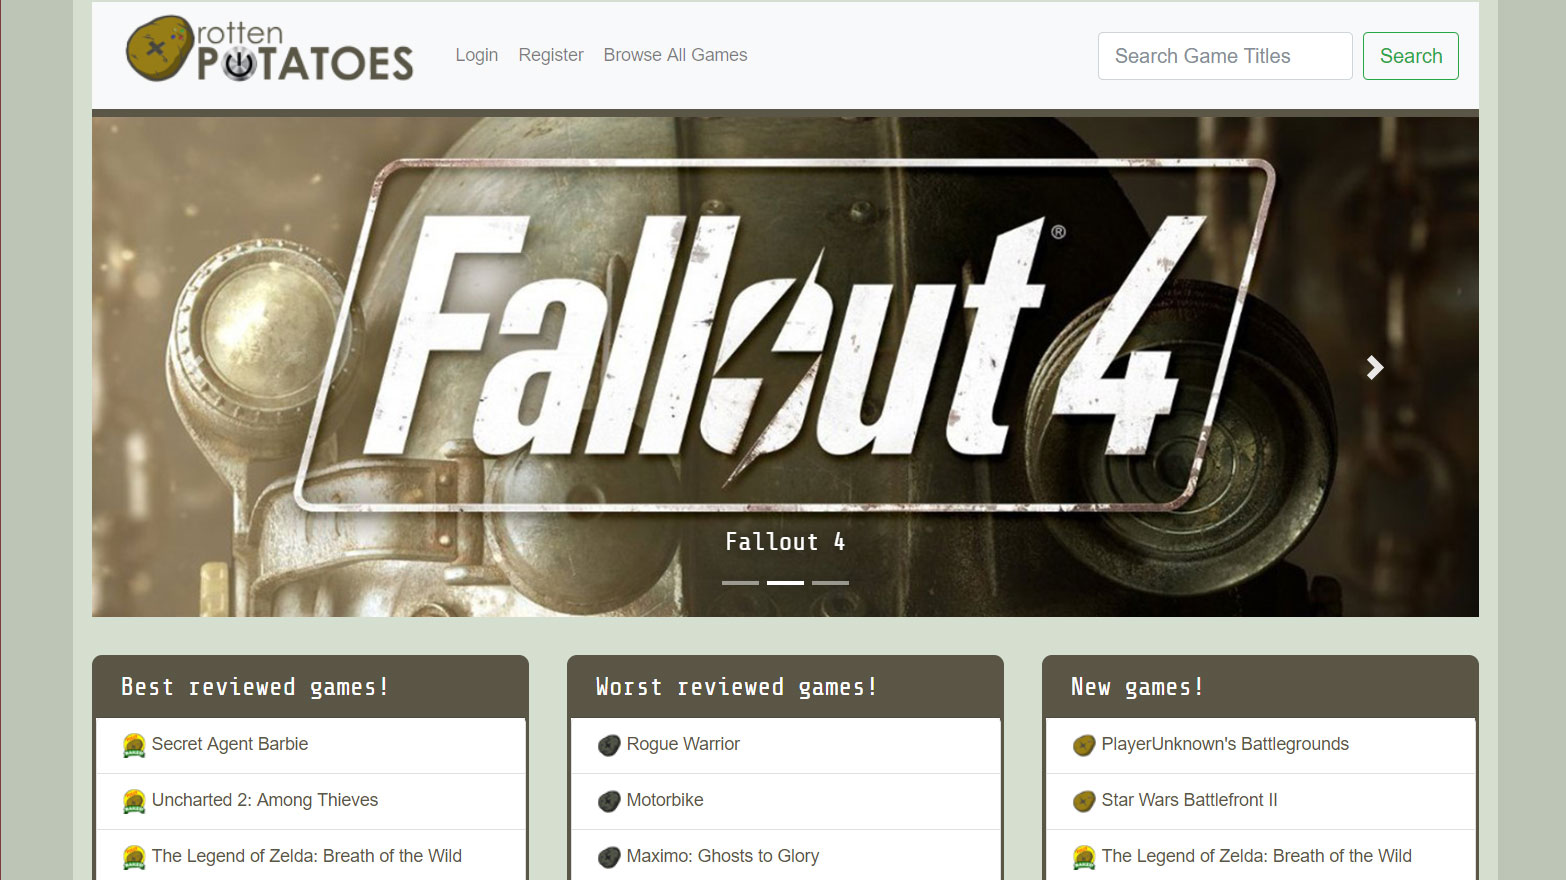 rotten
POTATOES
Login Register Browse All Games
Search Game Titles
Search
Fallout 4
®
Fallout 4
Best reviewed games!
Secret Agent Barbie
Uncharted 2: Among Thieves
The Legend of Zelda: Breath of the Wild
Worst reviewed games!
Rogue Warrior
Motorbike
Maximo: Ghosts to Glory
New games!
PlayerUnknown's Battlegrounds
Star Wars Battlefront II
The Legend of Zelda: Breath of the Wild